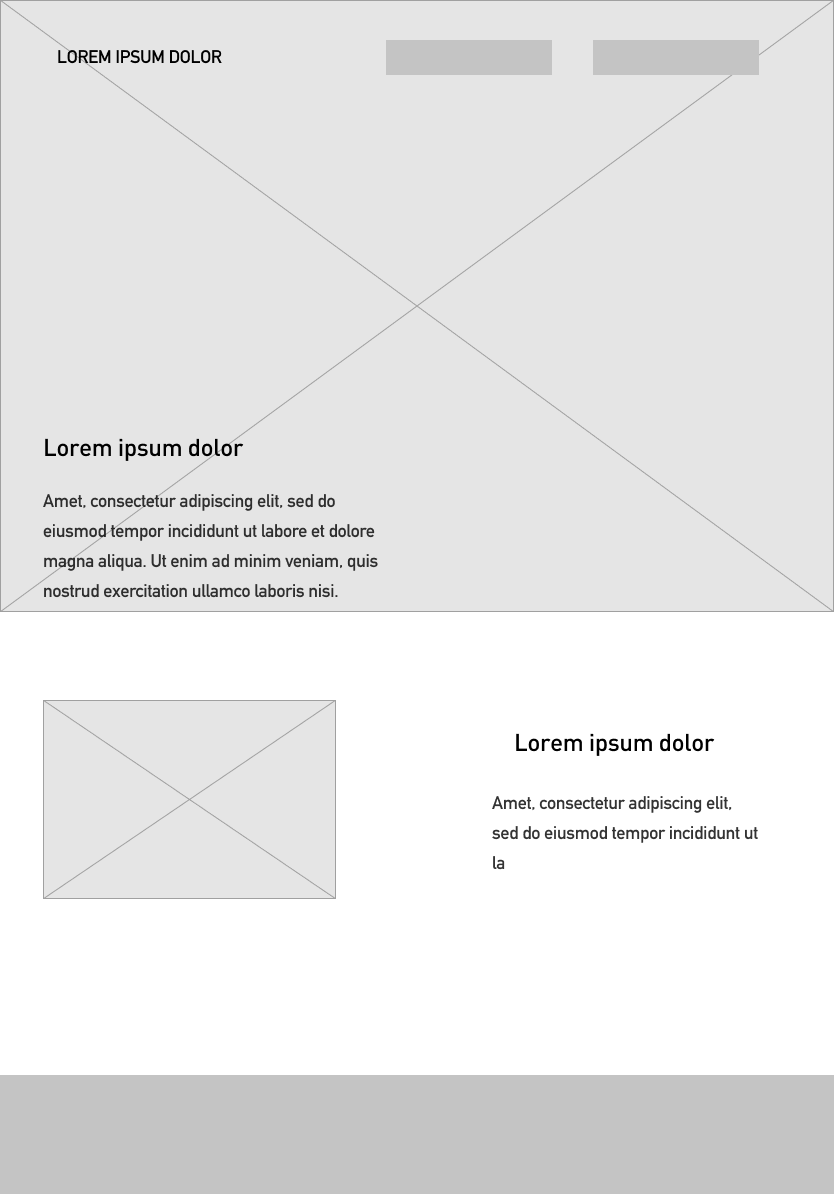 LOREM IPSUM DOLOR
Lorem ipsum dolor
Amet, consectetur adipiscing elit, sed do
eiusmod tempor incididunt ut labore et dolore
magna aliqua. Ut enim ad minim veniam, quis
nostrud exercitation ullamco laboris nisi.
Lorem ipsum dolor
Amet, consectetur adipiscing elit,
sed do eiusmod tempor incididunt ut
la